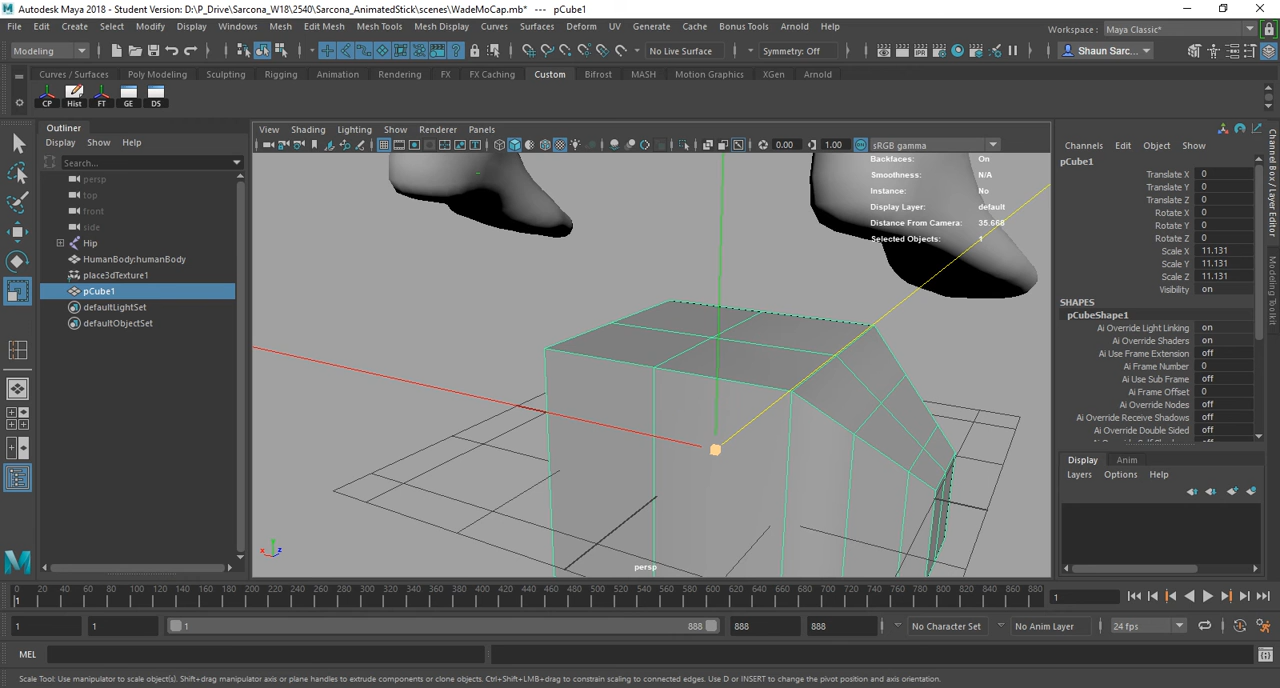 Autodesk Maya 2018 - Student Version: D:\P_Drive\Sarcona_W18\2540\Sarcona_AnimatedStick\scenes\WadeMoCap.mb* --- pCube1
File Edit Create Select Modify Display Windows Mesh Edit Mesh Mesh Tools Mesh Display Curves Surfaces Deform UV Generate Cache Bonus Tools Arnold Help
Workspace : Maya Classic*
Modeling No Live Surface Symmetry: Off Shaun Sarc...
Curves / Surfaces Poly Modeling Sculpting Rigging Animation Rendering FX FX Caching Custom Bifrost MASH Motion Graphics XGen Arnold
CP Hist FT GE DS
Outliner
Display Show Help
Search...
persp
top
front
side
Hip
HumanBody:humanBody
place3dTexture1
pCube1
defaultLightSet
defaultObjectSet
View Shading Lighting Show Renderer Panels
0.00 1.00 sRGB gamma
Backfaces: On
Smoothness: N/A
Instance: No
Display Layer: default
Distance From Camera: 35.668
Selected Objects: 1
persp
Channels Edit Object Show
pCube1
Translate X 0
Translate Y 0
Translate Z 0
Rotate X 0
Rotate Y 0
Rotate Z 0
Scale X 11.131
Scale Y 11.131
Scale Z 11.131
Visibility on
SHAPES
pCubeShape1
Ai Override Light Linking on
Ai Override Shaders on
Ai Use Frame Extension off
Ai Frame Number 0
Ai Use Sub Frame off
Ai Frame Offset 0
Ai Override Nodes off
Ai Override Receive Shadows off
Ai Override Double Sided off
Display Anim
Layers Options Help
Channel Box / Layer Editor
Modeling Toolkit
0 20 40 60 80 100 120 140 160 180 200 220 240 260 280 300 320 340 360 380 400 420 440 460 480 500 520 540 560 580 600 620 640 660 680 700 720 740 760 780 800 820 840 860 880
1 1
1 1 1 888 888 888 No Character Set No Anim Layer 24 fps
MEL
Scale Tool: Use manipulator to scale object(s). Shift+drag manipulator axis or plane handles to extrude components or clone objects. Ctrl+Shift+LMB+drag to constrain scaling to connected edges. Use D or INSERT to change the pivot position and axis orientation.